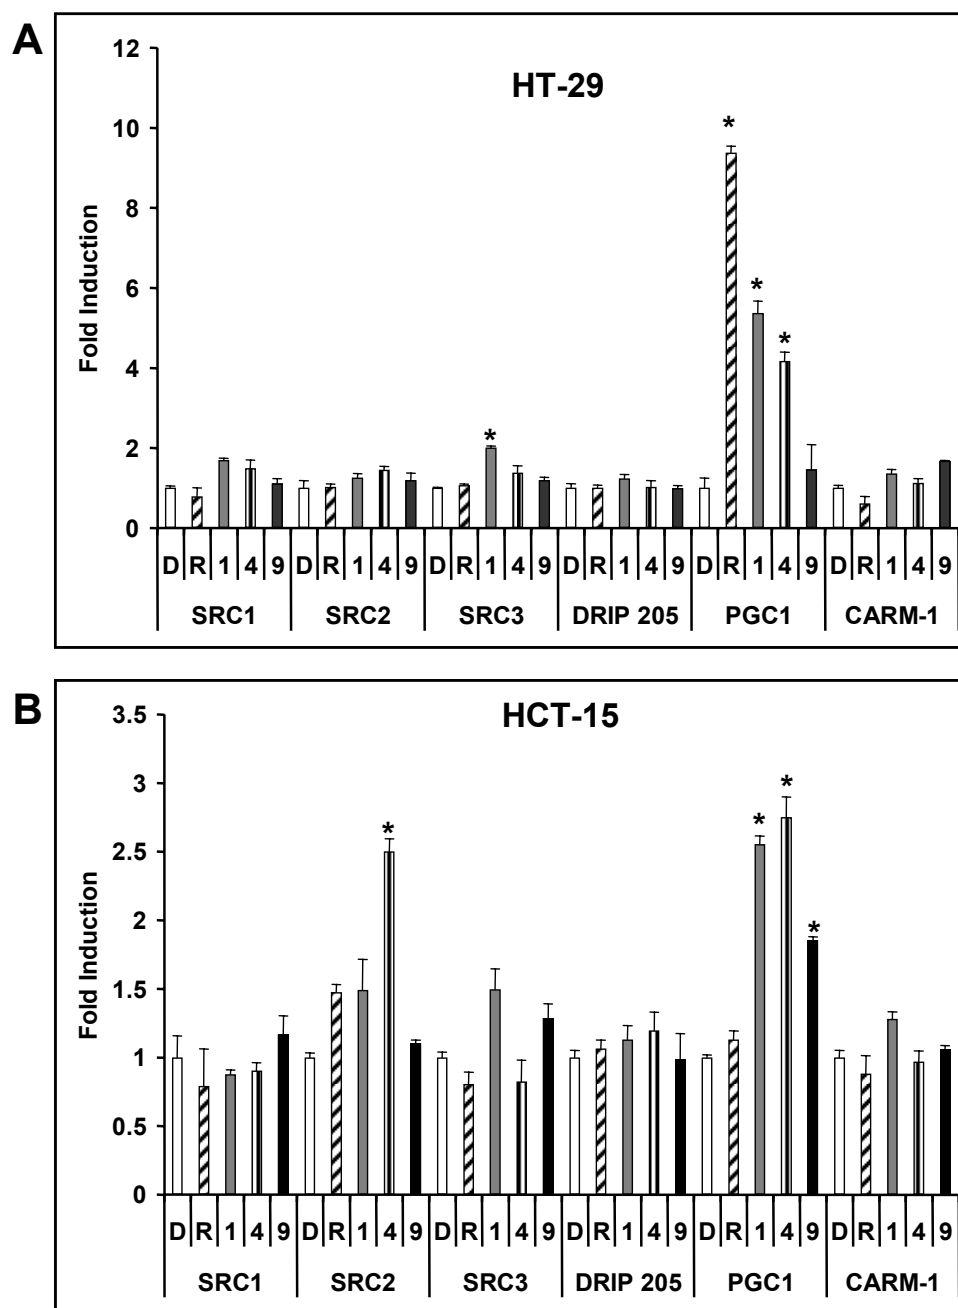 A
HT-29
Fold Induction
12
10
8
6
4
2
0
*
*
*
*
D R 1 4 9 D R 1 4 9 D R 1 4 9 D R 1 4 9 D R 1 4 9 D R 1 4 9
SRC1 SRC2 SRC3 DRIP 205 PGC1 CARM-1
B
HCT-15
Fold Induction
3.5
3
2.5
2
1.5
1
0.5
0
*
*
*
*
D R 1 4 9 D R 1 4 9 D R 1 4 9 D R 1 4 9 D R 1 4 9 D R 1 4 9
SRC1 SRC2 SRC3 DRIP 205 PGC1 CARM-1